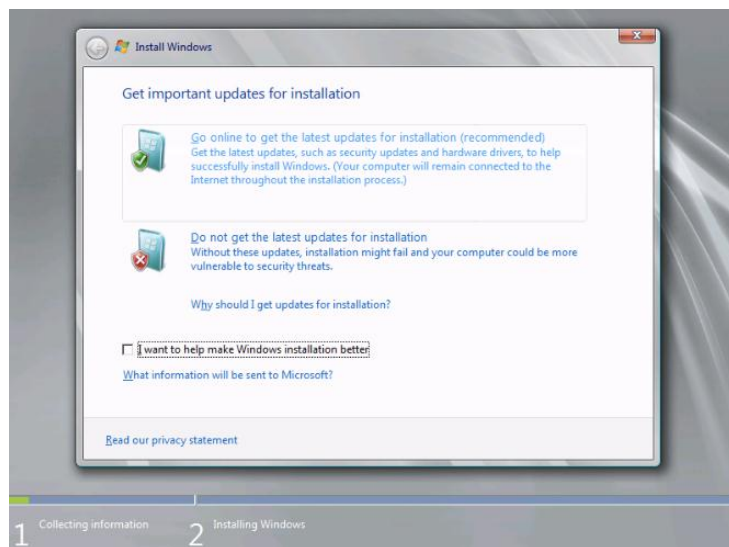 Install Windows
Get important updates for installation
Go online to get the latest updates for installation (recommended)
Get the latest updates, such as security updates and hardware drivers, to help
successfully install Windows. (Your computer will remain connected to the
Internet throughout the installation process.)
Do not get the latest updates for installation
Without these updates, installation might fail and your computer could be more
vulnerable to security threats.
Why should I get updates for installation?
I want to help make Windows installation better
What information will be sent to Microsoft?
Read our privacy statement
1 Collecting information 2 Installing Windows